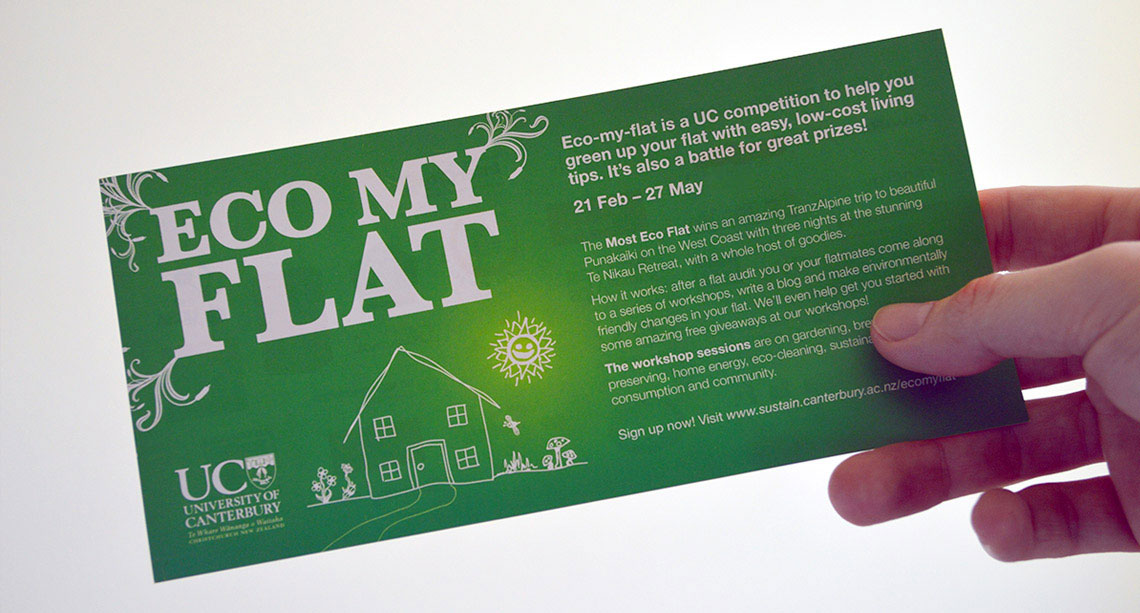 ECO MY
FLAT
UC
UNIVERSITY OF
CANTERBURY
Te Whare Wānanga o Waitaha
CHRISTCHURCH NEW ZEALAND
Eco-my-flat is a UC competition to help you
green up your flat with easy, low-cost living
tips. It's also a battle for great prizes!
21 Feb – 27 May
The Most Eco Flat wins an amazing TranzAlpine trip to beautiful
Punakaiki on the West Coast with three nights at the stunning
Te Nikau Retreat, with a whole host of goodies.
How it works: after a flat audit you or your flatmates come along
to a series of workshops, write a blog and make environmentally
friendly changes in your flat. We'll even help get you started with
some amazing free giveaways at our workshops!
The workshop sessions are on gardening,
preserving, home energy, eco-cleaning,
consumption and community.
Sign up now! Visit www.sustain.canterbury.ac.nz/ecomyflat